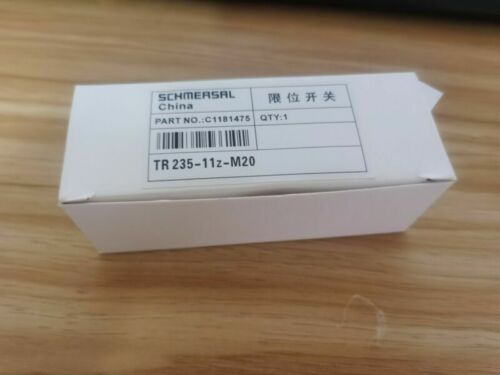 SCHMERSAL
China
限位开关
PART NO.:C1181475
QTY:1
TR 235-11z-M20